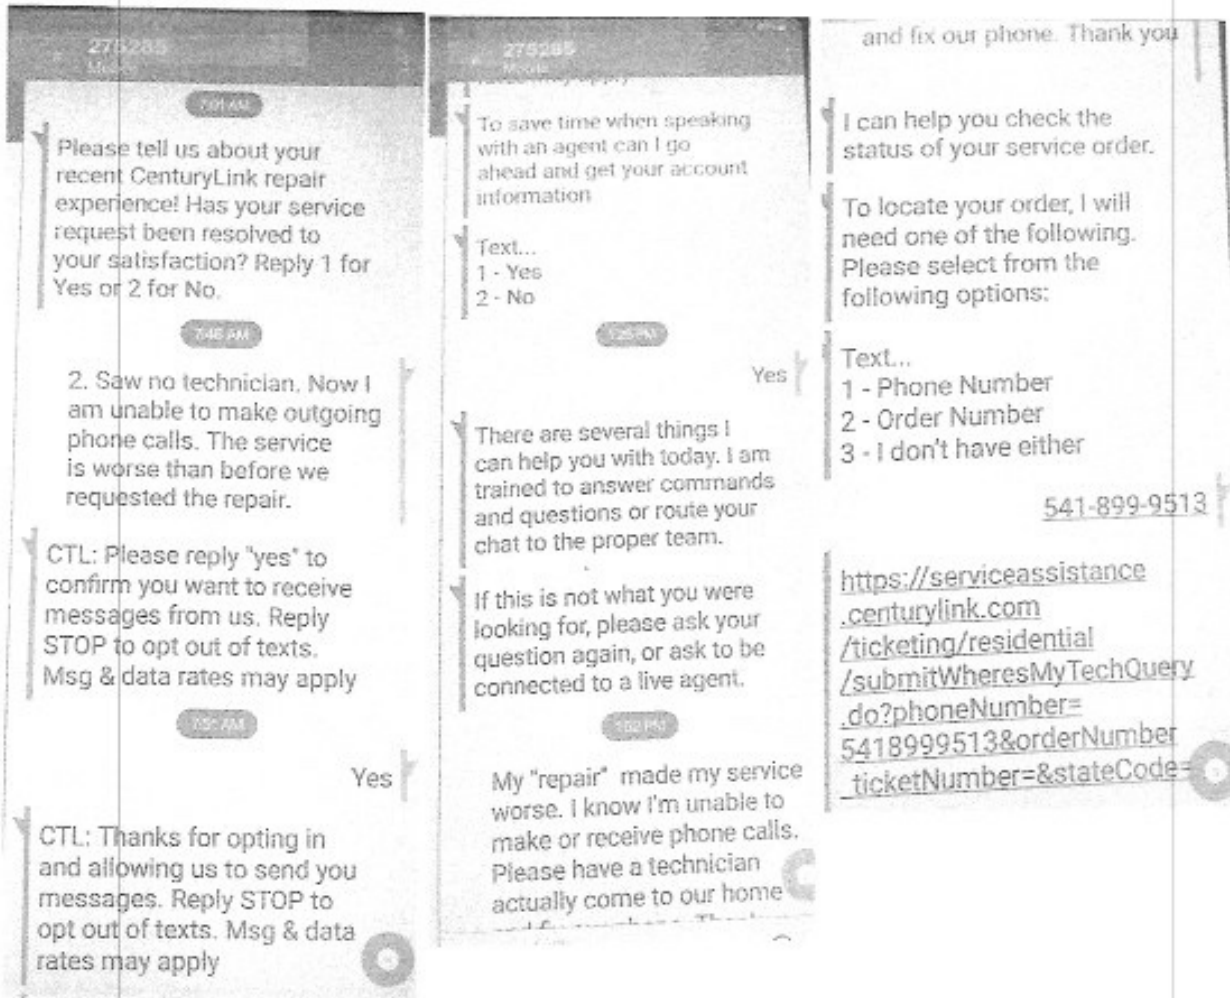 275285
7:01 AM
Please tell us about your
recent CenturyLink repair
experience! Has your service
request been resolved to
your satisfaction? Reply 1 for
Yes or 2 for No.
7:46 AM
2. Saw no technician. Now I
am unable to make outgoing
phone calls. The service
is worse than before we
requested the repair.
CTL: Please reply "yes" to
confirm you want to receive
messages from us. Reply
STOP to opt out of texts.
Msg & data rates may apply
7:51 AM
Yes
CTL: Thanks for opting in
and allowing us to send you
messages. Reply STOP to
opt out of texts. Msg & data
rates may apply
275285
To save time when speaking
with an agent can I go
ahead and get your account
information
Text...
1 - Yes
2 - No
Yes
There are several things I
can help you with today. I am
trained to answer commands
and questions or route your
chat to the proper team.
If this is not what you were
looking for, please ask your
question again, or ask to be
connected to a live agent.
1:52 PM
My "repair" made my service
worse. I know I'm unable to
make or receive phone calls.
Please have a technician
actually come to our home
and fix our phone. Thank you
I can help you check the
status of your service order.
To locate your order, I will
need one of the following.
Please select from the
following options:
Text...
1 - Phone Number
2 - Order Number
3 - I don't have either
541-899-9513
https://serviceassistance
.centurylink.com
/ticketing/residential
/submitWheresMyTechQuery
.do?phoneNumber=
5418999513&orderNumber
_ticketNumber=&stateCode=